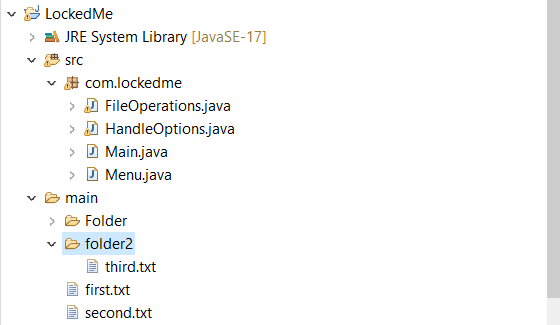 LockedMe
JRE System Library [JavaSE-17]
src
com.lockedme
FileOperations.java
HandleOptions.java
Main.java
Menu.java
main
Folder
folder2
third.txt
first.txt
second.txt